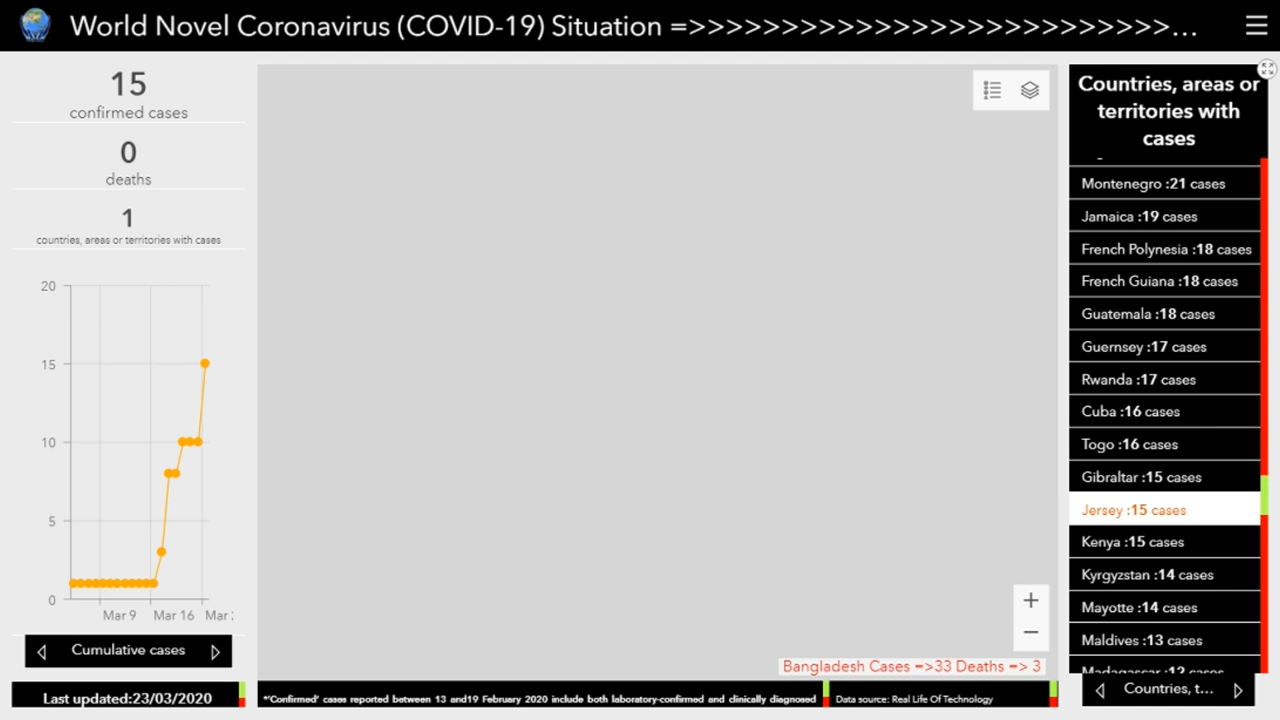 World Novel Coronavirus (COVID-19) Situation =>>>>>>>>>>>>>>>>>>>>>>>>>>...
15
confirmed cases
0
deaths
1
countries, areas or territories with cases
20
15
10
5
0
Mar 9 Mar 16 Mar
Cumulative cases
Last updated:23/03/2020
Bangladesh Cases =>33 Deaths => 3
*'Confirmed' cases reported between 13 and19 February 2020 include both laboratory-confirmed and clinically diagnosed
Data source: Real Life Of Technology
Countries, areas or
territories with
cases
Montenegro :21 cases
Jamaica :19 cases
French Polynesia :18 cases
French Guiana :18 cases
Guatemala :18 cases
Guernsey :17 cases
Rwanda :17 cases
Cuba :16 cases
Togo :16 cases
Gibraltar :15 cases
Jersey :15 cases
Kenya :15 cases
Kyrgyzstan :14 cases
Mayotte :14 cases
Maldives :13 cases
Madagascar :12 cases
Countries, t...